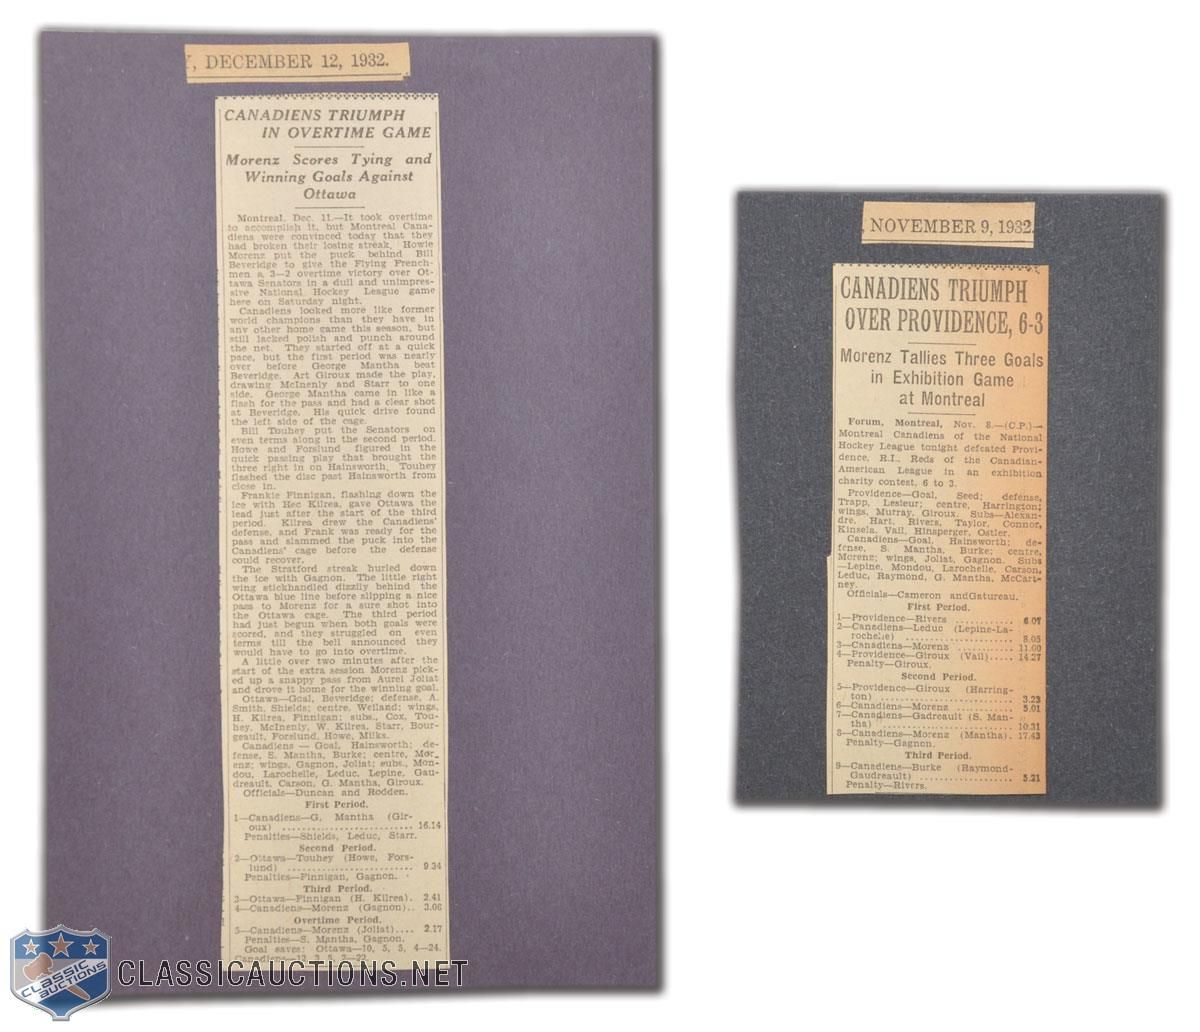 , DECEMBER 12, 1932.
CANADIENS TRIUMPH
IN OVERTIME GAME
Morenz Scores Tying and
Winning Goals Against
Ottawa
Montreal, Dec. 11.—It took overtime
to accomplish it, but Montreal Cana-
diens were convinced today that they
had broken their losing streak. Howie
Morenz put the puck behind Bill
Beveridge to give the Flying French-
men a 3—2 overtime victory over Ot-
tawa Senators in a dull and unimpres-
sive National Hockey League game
here on Saturday night.
Canadiens looked more like former
world champions than they have in
any other home game this season, but
still lacked polish and punch around
the net. They started off at a quick
pace, but the first period was nearly
over before George Mantha beat
Beveridge. Art Giroux made the play,
drawing McInenly and Starr to one
side. George Mantha came in like a
flash for the pass and had a clear shot
at Beveridge. His quick drive found
the left side of the cage.
Bill Touhey put the Senators on
even terms along in the second period.
Howe and Forslund figured in the
quick passing play that brought the
three right in on Hainsworth. Touhey
flashed the disc past Hainsworth from
close in.
Frankie Finnigan, flashing down the
ice with Hec Kilrea, gave Ottawa the
lead just after the start of the third
period. Kilrea drew the Canadiens'
defense, and Frank was ready for the
pass and slammed the puck into the
Canadiens' cage before the defense
could recover.
The Stratford streak hurled down
the ice with Gagnon. The little right
wing stickhandled dizzily behind the
Ottawa blue line before slipping a nice
pass to Morenz for a sure shot into
the Ottawa cage. The third period
had just begun when both goals were
scored, and they struggled on even
terms till the bell announced they
would have to go into overtime.
A little over two minutes after the
start of the extra session Morenz pick-
ed up a snappy pass from Aurel Joliat
and drove it home for the winning goal.
Ottawa—Goal, Beveridge; defense, A.
Smith, Shields; centre, Weiland; wings,
H. Kilrea, Finnigan; subs., Cox, Tou-
hey, McInenly, W. Kilrea, Starr, Bour-
geault, Forslund, Howe, Milks.
Canadiens — Goal, Hainsworth; de-
fense, S. Mantha, Burke; centre, Mor-
enz; wings, Gagnon, Joliat; subs., Mon-
dou, Larochelle, Leduc, Lepine, Gau-
dreault, Carson, G. Mantha, Giroux.
Officials—Duncan and Rodden.
First Period.
1—Canadiens—G. Mantha (Gir-
oux) ........................ 16.14
Penalties—Shields, Leduc, Starr.
Second Period.
2—Ottawa—Touhey (Howe, Fors-
lund) ........................ 9.34
Penalties—Finnigan, Gagnon.
Third Period.
3—Ottawa—Finnigan (H. Kilrea). 2.41
4—Canadiens—Morenz (Gagnon).. 3.06
Overtime Period.
5—Canadiens—Morenz (Joliat).... 2.17
Penalties—S. Mantha, Gagnon.
Goal saves: Ottawa—10, 5, 5, 4—24.
Canadiens—12, 3, 5, 2—22.
, NOVEMBER 9, 1932.
CANADIENS TRIUMPH
OVER PROVIDENCE, 6-3
Morenz Tallies Three Goals
in Exhibition Game
at Montreal
Forum, Montreal, Nov. 8.—(C.P.)—
Montreal Canadiens of the National
Hockey League tonight defeated Provi-
dence, R.I., Reds of the Canadian-
American League in an exhibition
charity contest, 6 to 3.
Providence—Goal, Seed; defense,
Trapp, Lesieur; centre, Harrington;
wings, Murray, Giroux. Subs—Alexan-
dre, Hart, Rivers, Taylor, Connor,
Kinsela, Vail, Hinsperger, Ostler.
Canadiens—Goal, Hainsworth; de-
fense, S. Mantha, Burke; centre,
Morenz; wings, Joliat, Gagnon. Subs
—Lepine, Mondou, Larochelle, Carson,
Leduc, Raymond, G. Mantha, McCart-
ney.
Officials—Cameron andGatureau.
First Period.
1—Providence—Rivers ............ 6.07
2—Canadiens—Leduc (Lepine-La-
rochelle) .................... 8.05
3—Canadiens—Morenz ............ 11.00
4—Providence—Giroux (Vail)..... 14.27
Penalty—Giroux.
Second Period.
5—Providence—Giroux (Harring-
ton) ........................ 3.23
6—Canadiens—Morenz ............ 5.01
7—Canadiens—Gadreault (S. Man-
tha) ........................ 10.31
8—Canadiens—Morenz (Mantha). 17.43
Penalty—Gagnon.
Third Period.
9—Canadiens—Burke (Raymond-
Gaudreault) .................. 5.21
Penalty—Rivers.
CLASSIC
AUCTIONS
CLASSICAUCTIONS.NET